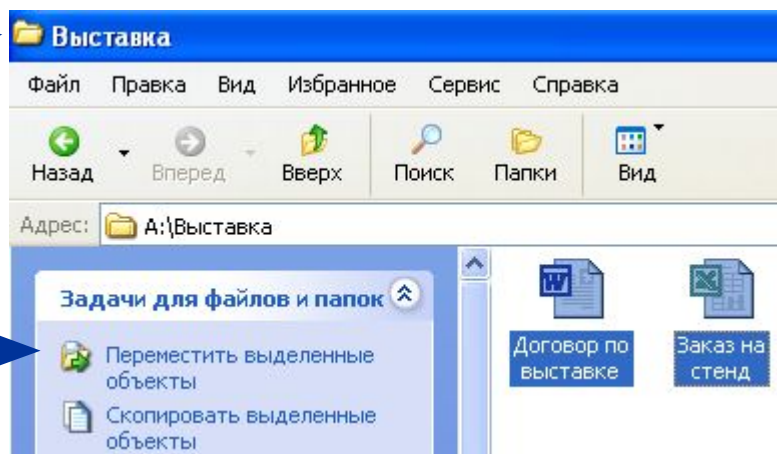 Выставка
Файл Правка Вид Избранное Сервис Справка
Назад Вперед Вверх Поиск Папки Вид
Адрес: A:\Выставка
Задачи для файлов и папок
Переместить выделенные
объекты
Скопировать выделенные
объекты
Договор по
выставке
Заказ на
стенд